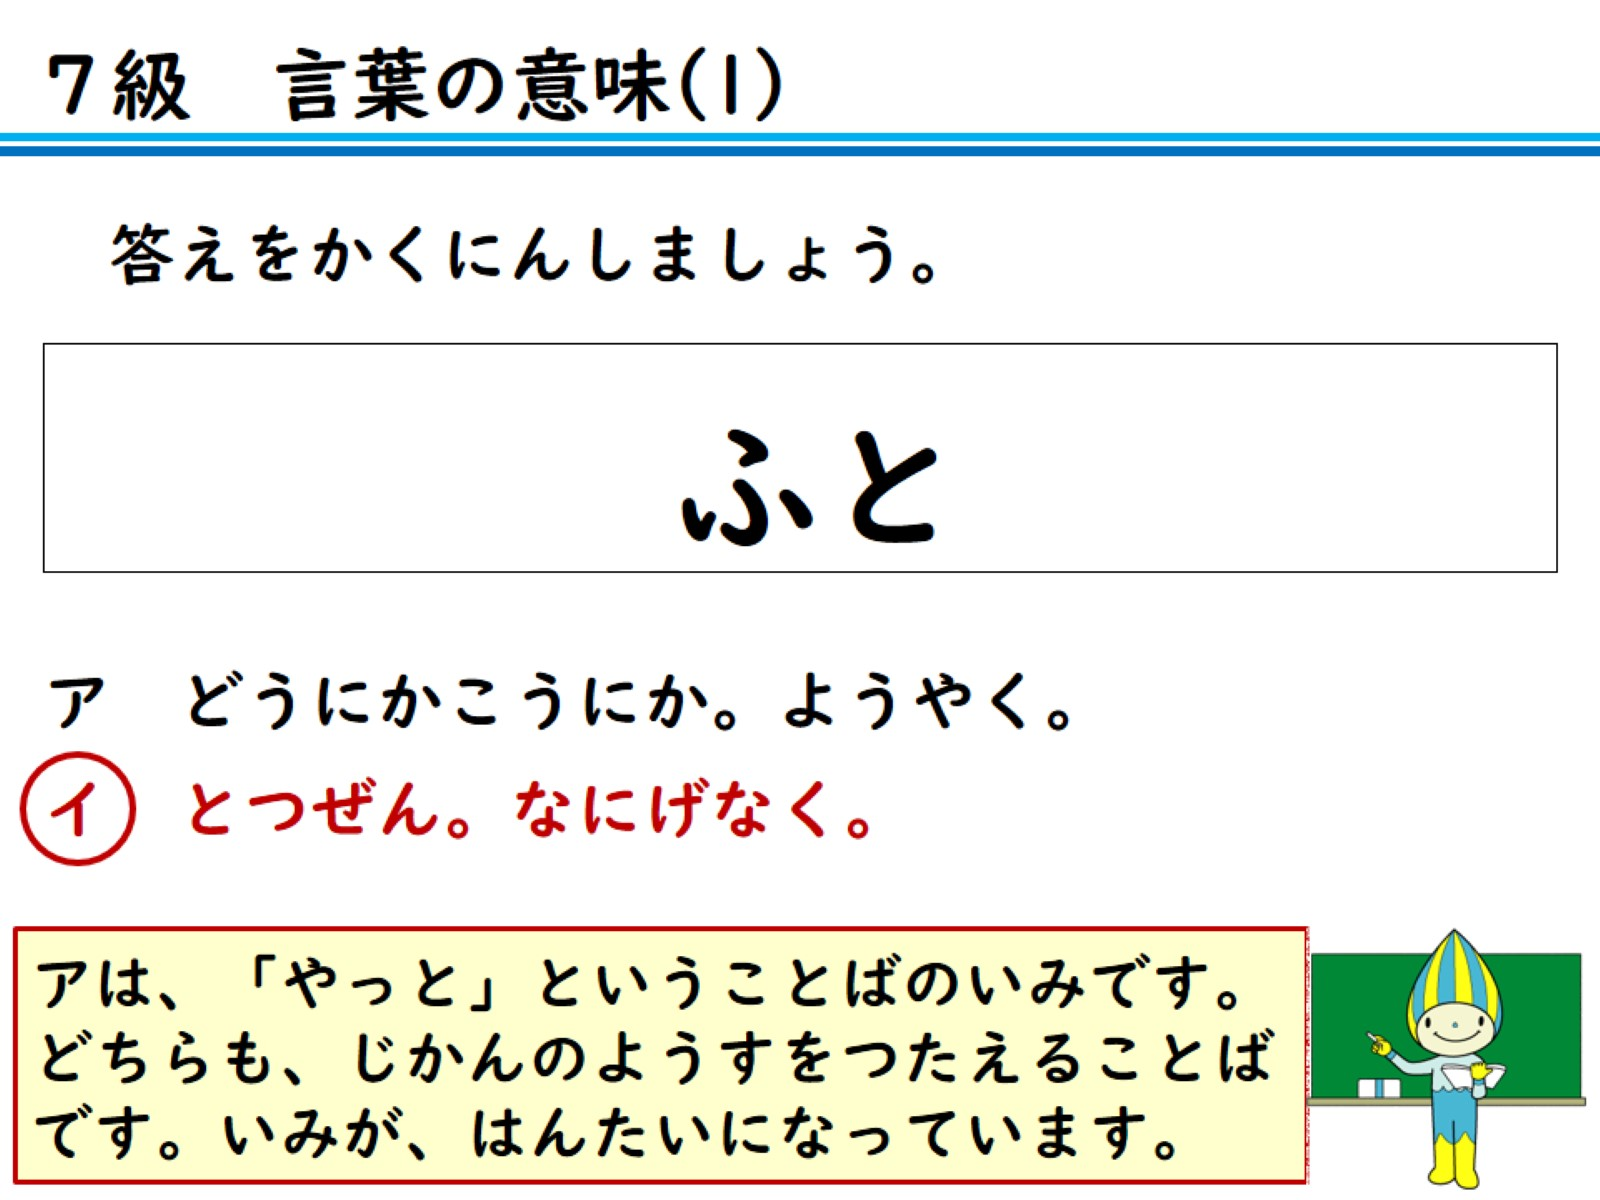 ７級　言葉の意味(1)
答えをかくにんしましょう。
ふと
ア　どうにかこうにか。ようやく。
イ　とつぜん。なにげなく。
アは、「やっと」ということばのいみです。
どちらも、じかんのようすをつたえることば
です。いみが、はんたいになっています。